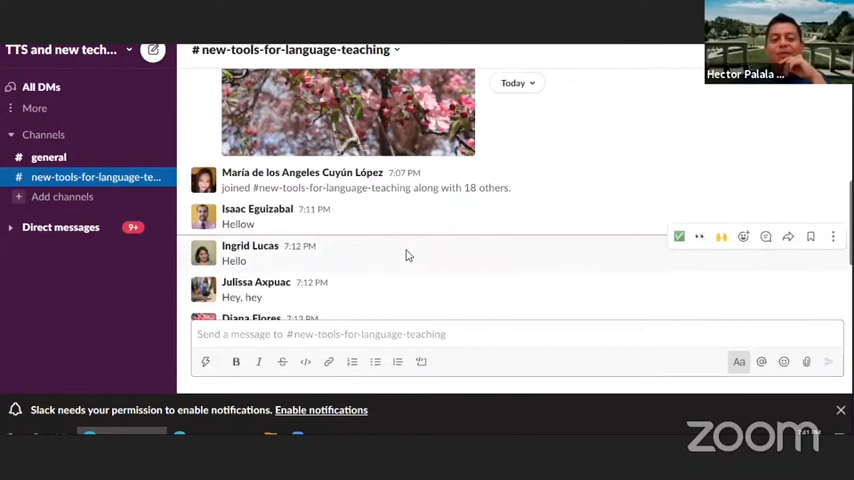 TTS and new tech...
#new-tools-for-language-teaching
Hector Palala ...
All DMs
More
Channels
# general
# new-tools-for-language-te...
+ Add channels
Direct messages 9+
Today
María de los Angeles Cuyún López 7:07 PM
joined #new-tools-for-language-teaching along with 18 others.
Isaac Eguizabal 7:11 PM
Hellow
Ingrid Lucas 7:12 PM
Hello
Julissa Axpuac 7:12 PM
Hey, hey
Diana Flores 7:13 PM
Send a message to #new-tools-for-language-teaching
B I S Aa @
Slack needs your permission to enable notifications. Enable notifications
zoom